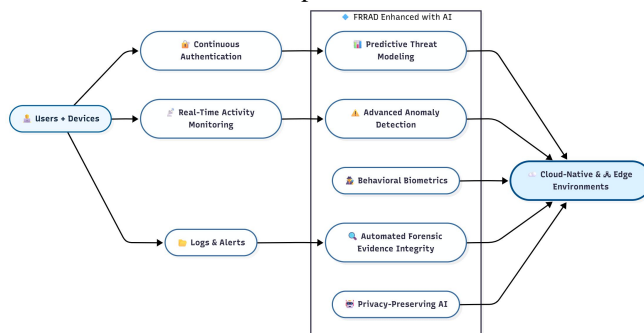 FRRAD Enhanced with AI
Continuous
Authentication
Predictive Threat
Modeling
Users + Devices
Real-Time Activity
Monitoring
Advanced Anomaly
Detection
Behavioral Biometrics
Cloud-Native & Edge
Environments
Logs & Alerts
Automated Forensic
Evidence Integrity
Privacy-Preserving AI